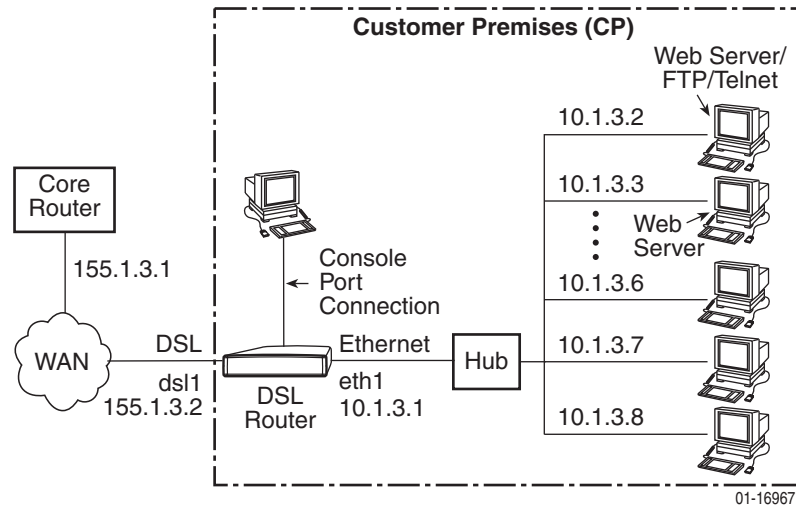 Customer Premises (CP)
Web Server/
FTP/Telnet
10.1.3.2
Core
Router
10.1.3.3
Web
Server
155.1.3.1
Console
Port
Connection
10.1.3.6
WAN
DSL
dsl1
155.1.3.2
DSL
Router
Ethernet
eth1
10.1.3.1
Hub
10.1.3.7
10.1.3.8
01-16967